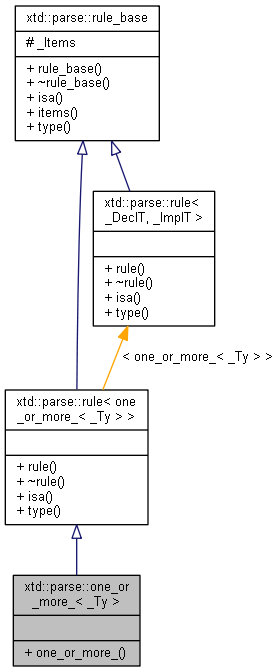 xtd::parse::rule_base
# _Items
+ rule_base()
+ ~rule_base()
+ isa()
+ items()
+ type()
xtd::parse::rule<
_DeclT, _ImplT >
+ rule()
+ ~rule()
+ isa()
+ type()
< one_or_more_< _Ty > >
xtd::parse::rule< one
_or_more_< _Ty > >
+ rule()
+ ~rule()
+ isa()
+ type()
xtd::parse::one_or
_more_< _Ty >
+ one_or_more_()